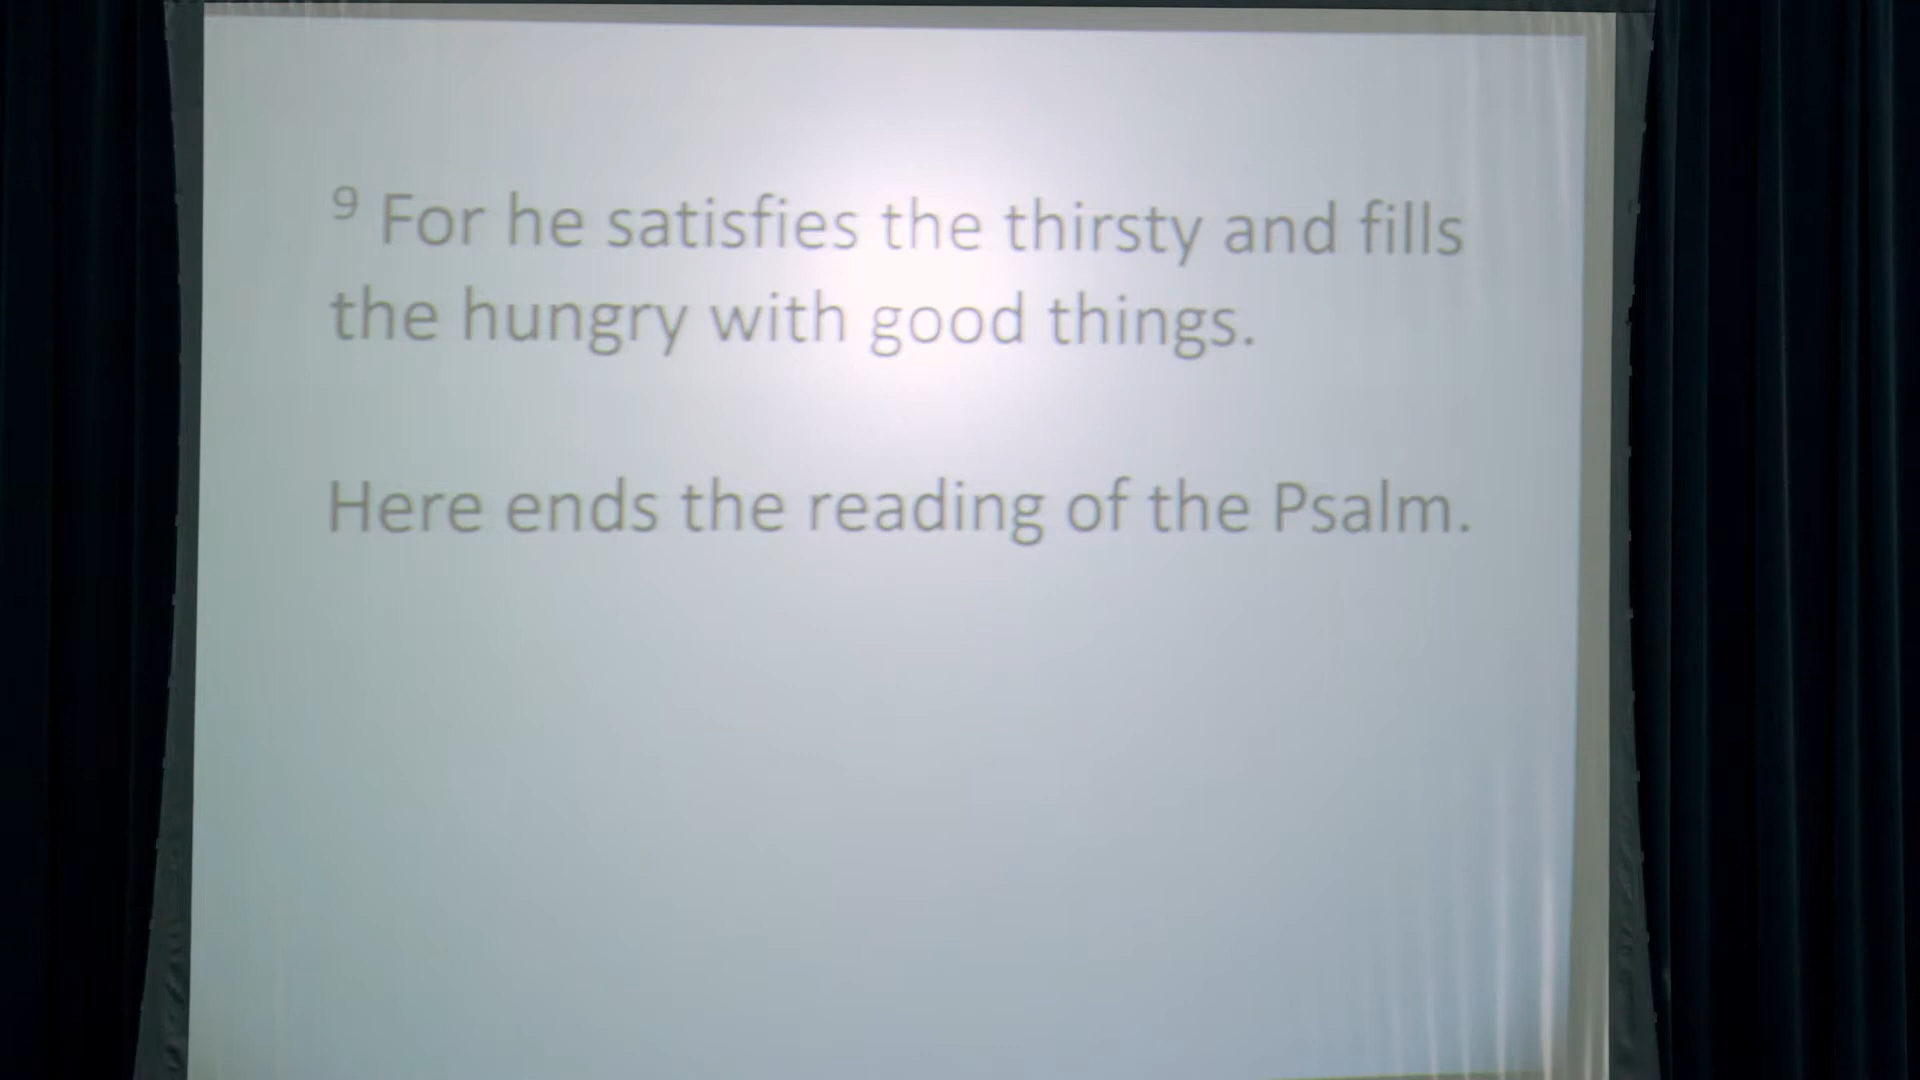 9 For he satisfies the thirsty and fills
the hungry with good things.
Here ends the reading of the Psalm.